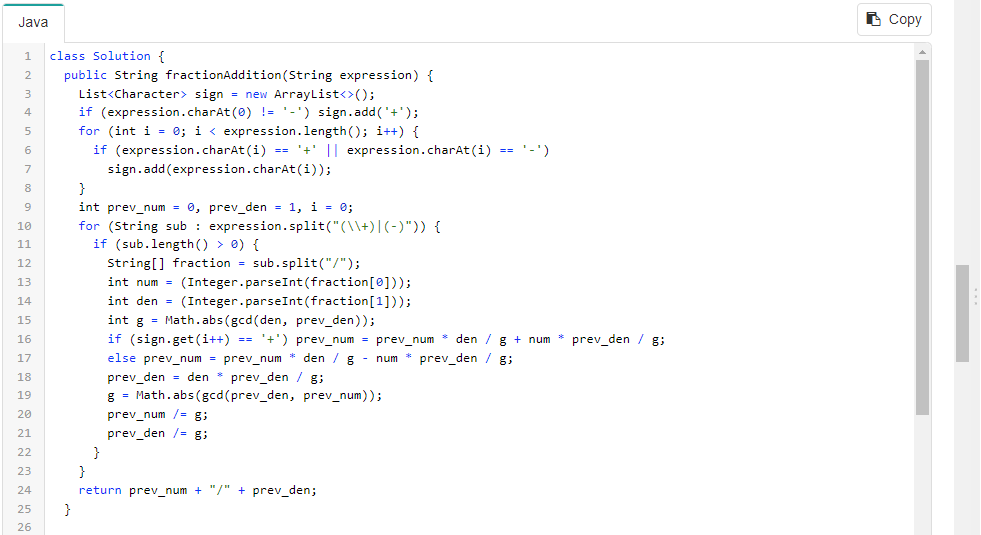 Java
Copy
1 class Solution {
2   public String fractionAddition(String expression) {
3     List<Character> sign = new ArrayList<>();
4     if (expression.charAt(0) != '-') sign.add('+');
5     for (int i = 0; i < expression.length(); i++) {
6       if (expression.charAt(i) == '+' || expression.charAt(i) == '-')
7         sign.add(expression.charAt(i));
8     }
9     int prev_num = 0, prev_den = 1, i = 0;
10     for (String sub : expression.split("(\\+)|(-)")) {
11       if (sub.length() > 0) {
12         String[] fraction = sub.split("/");
13         int num = (Integer.parseInt(fraction[0]));
14         int den = (Integer.parseInt(fraction[1]));
15         int g = Math.abs(gcd(den, prev_den));
16         if (sign.get(i++) == '+') prev_num = prev_num * den / g + num * prev_den / g;
17         else prev_num = prev_num * den / g - num * prev_den / g;
18         prev_den = den * prev_den / g;
19         g = Math.abs(gcd(prev_den, prev_num));
20         prev_num /= g;
21         prev_den /= g;
22       }
23     }
24     return prev_num + "/" + prev_den;
25   }
26